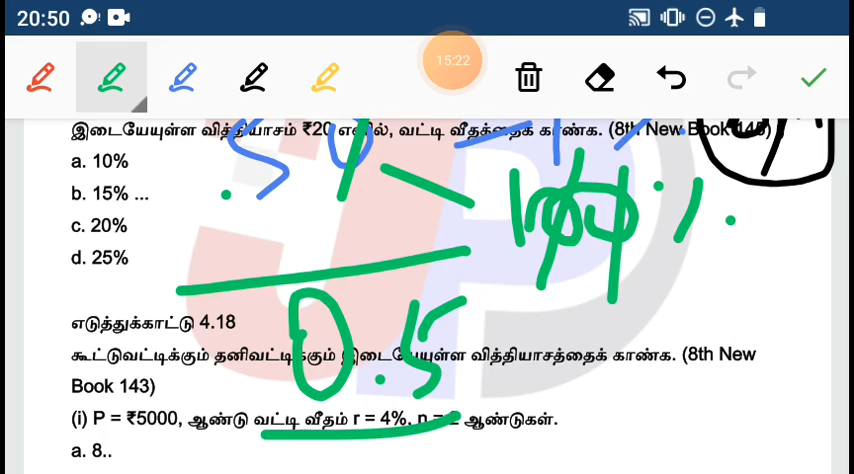 20:50
15:22
இடையேயுள்ள வித்தியாசம் ₹20 எனில், வட்டி வீதத்தைக் காண்க. (8th New Book 145)
a. 10%
b. 15% ...
c. 20%
d. 25%
0.5
எடுத்துக்காட்டு 4.18
கூட்டுவட்டிக்கும் தனிவட்டிக்கும் இடையேயுள்ள வித்தியாசத்தைக் காண்க. (8th New
Book 143)
(i) P = ₹5000, ஆண்டு வட்டி வீதம் r = 4%, n = 2 ஆண்டுகள்.
a. 8..